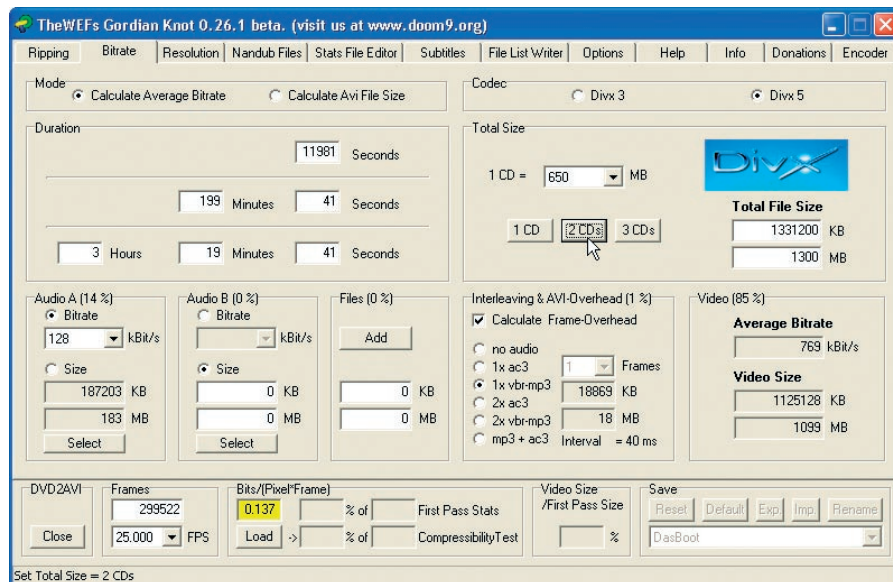 TheWEFs Gordian Knot 0.26.1 beta. (visit us at www.doom9.org)
Ripping Bitrate Resolution Nandub Files Stats File Editor Subtitles File List Writer Options Help Info Donations Encoder
Mode
Calculate Average Bitrate Calculate Avi File Size
Codec
Divx 3 Divx 5
Duration
11981 Seconds
199 Minutes 41 Seconds
3 Hours 19 Minutes 41 Seconds
Total Size
1 CD = 650 MB
DivX
1 CD 2 CDs 3 CDs
Total File Size
1331200 KB
1300 MB
Audio A (14 %)
Bitrate
128 kBit/s
Size
187203 KB
183 MB
Select
Audio B (0 %)
Bitrate
kBit/s
Size
0 KB
0 MB
Select
Files (0 %)
Add
0 KB
0 MB
Interleaving & AVI-Overhead (1 %)
Calculate Frame-Overhead
no audio
1x ac3
1x vbr-mp3
2x ac3
2x vbr-mp3
mp3 + ac3
1 Frames
18869 KB
18 MB
Interval = 40 ms
Video (85 %)
Average Bitrate
769 kBit/s
Video Size
1125128 KB
1099 MB
DVD2AVI
Close
Frames
299522
25.000 FPS
Bits/(Pixel*Frame)
0.137 % of First Pass Stats
Load -> % of CompressibilityTest
Video Size
/First Pass Size
%
Save
Reset Default Exp. Imp. Rename
DasBoot
Set Total Size = 2 CDs